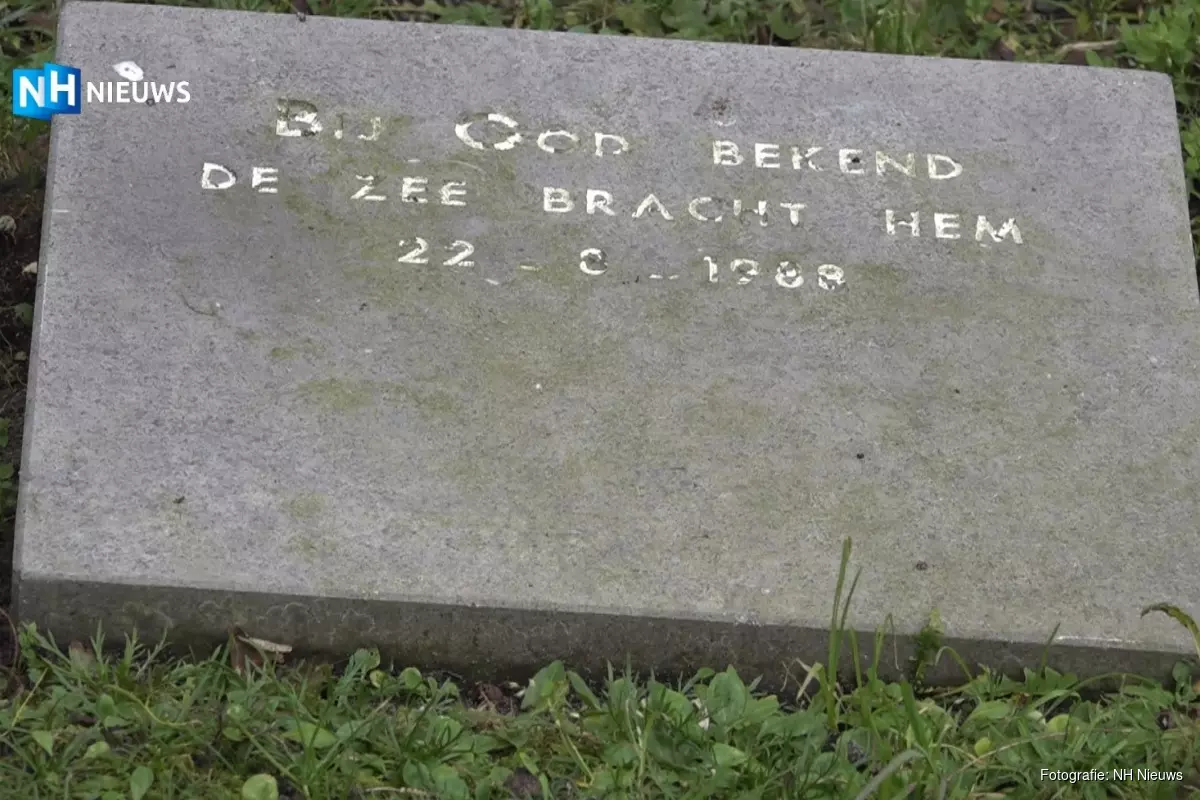 NH NIEUWS
BIJ GOD BEKEND
DE ZEE BRACHT HEM
22 - 8 - 1988
Fotografie: NH Nieuws